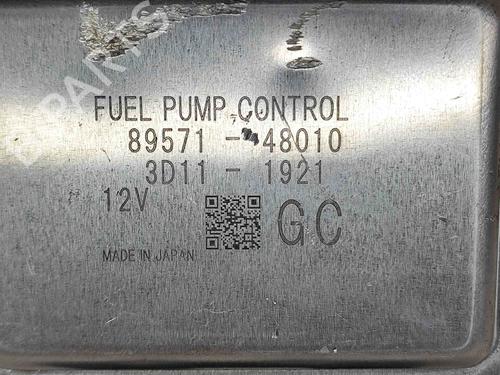 FUEL PUMP CONTROL
89571-48010
3D11-1921
12V
GC
MADE IN JAPAN